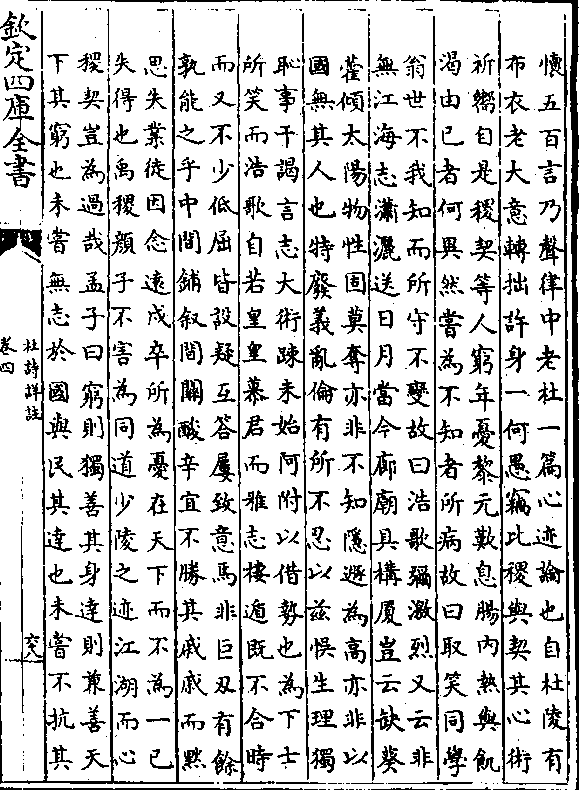 懷五百言乃聲律中老杜一篇心迹論也自杜陵有
布衣老大意轉拙許身一何愚竊比稷與契其心術
祈嚮自是稷契等人窮年憂黎元歎息腸內熱與飢
渴由已者何異然嘗為不知者所病故曰取笑同學
翁世不我知而所守不變故曰浩歌彌激烈又云非
無江海志瀟灑送日月當今廊廟具構厦豈云缺葵
藿傾太陽物性固莫奪亦非不知隱遯為高亦非以
國無其人也特廢義亂倫有所不忍以茲悞生理獨
恥事干謁言志大術疎未始阿附以借勢也為下士
所笑而浩歌自若皇皇慕君而雅志棲遁既不合時
而又不少低屈皆設疑互答屢致意焉非巨刃有餘
孰能之乎中間鋪叙間關酸辛宜不勝其戚戚而黙
思失業徒因念遠戍卒所為憂在天下而不為一已
失得也禹稷顔子不害為同道少陵之迹江湖而心
稷契豈為過哉孟子曰窮則獨善其身達則兼善天
下其窮也未嘗無志於國與民其達也未嘗不抗其
欽定四庫全書
杜詩詳註
卷四
六八